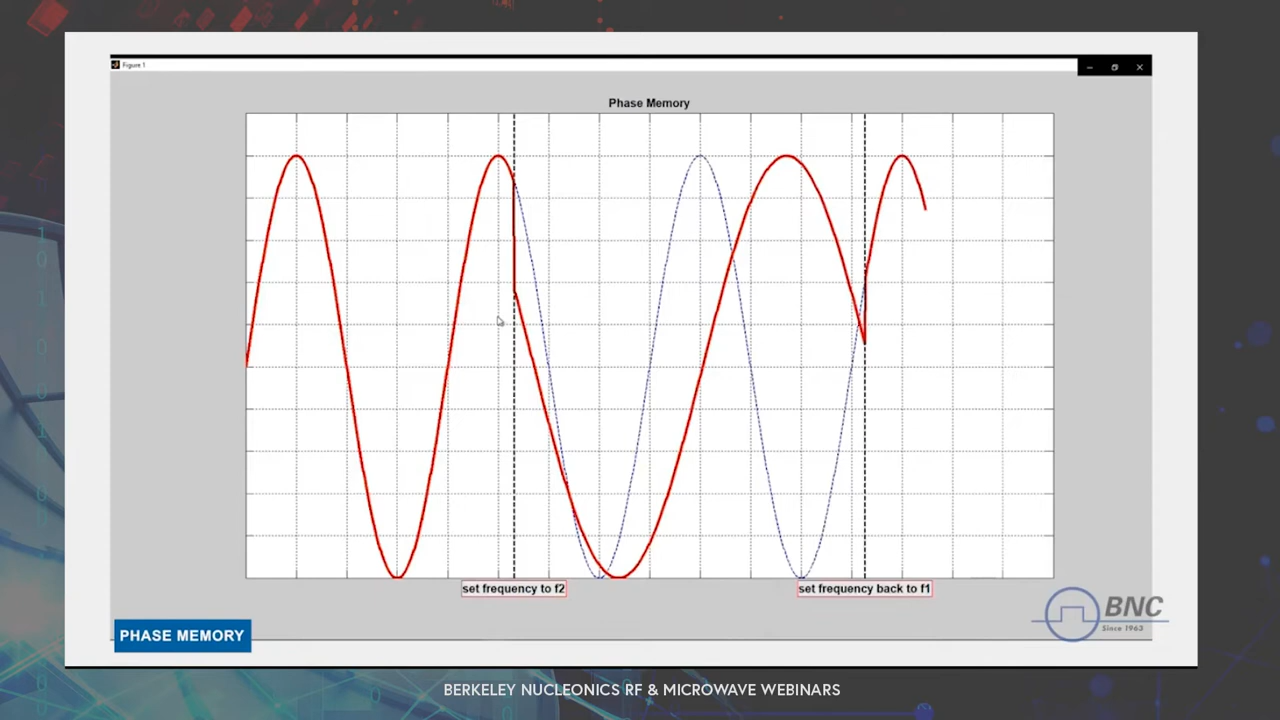 Figure 1
Phase Memory
set frequency to f2
set frequency back to f1
BNC
Since 1963
PHASE MEMORY
BERKELEY NUCLEONICS RF & MICROWAVE WEBINARS